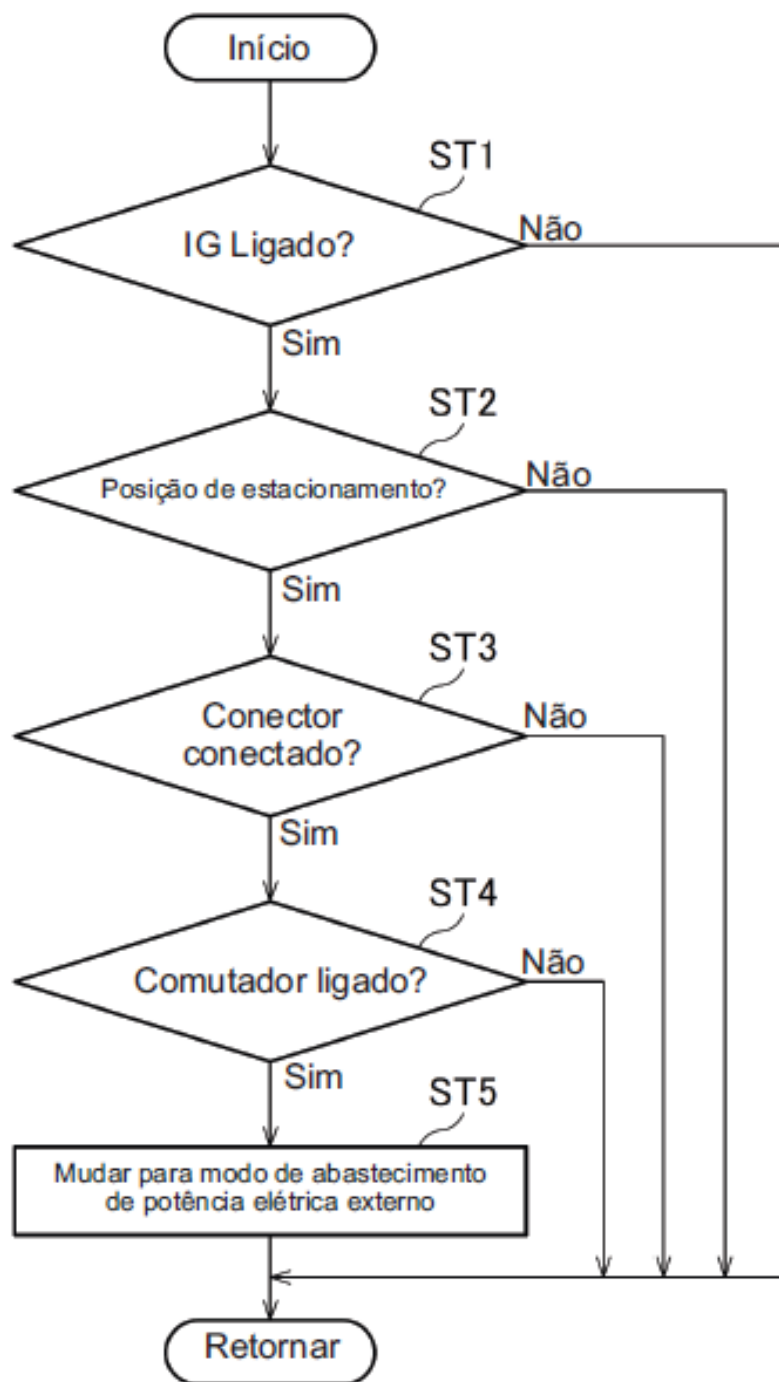 Início
ST1
IG Ligado?
Não
Sim
ST2
Posição de estacionamento?
Não
Sim
ST3
Conector
conectado?
Não
Sim
ST4
Comutador ligado?
Não
Sim
ST5
Mudar para modo de abastecimento
de potência elétrica externo
Retornar